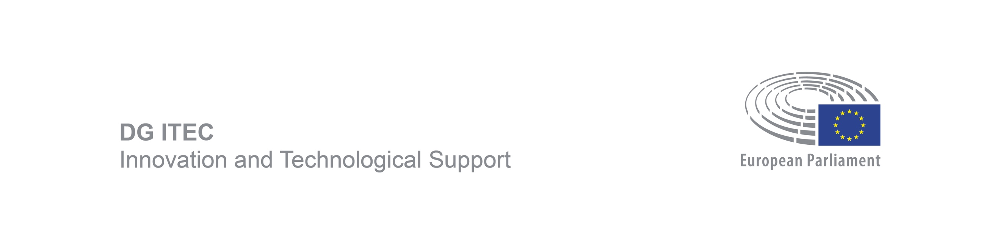 DG ITEC
Innovation and Technological Support
European Parliament